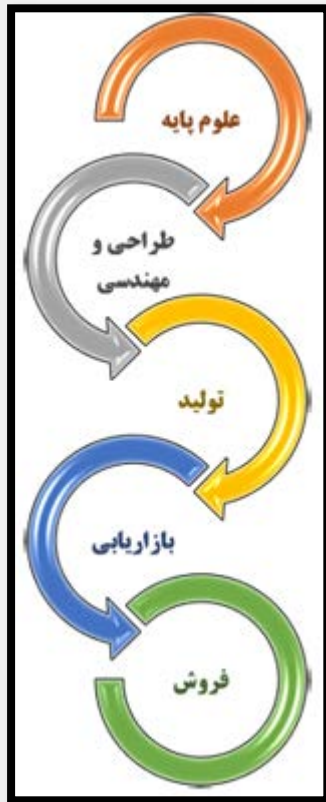 علوم پایه
طراحی و
مهندسی
تولید
بازاریابی
فروش